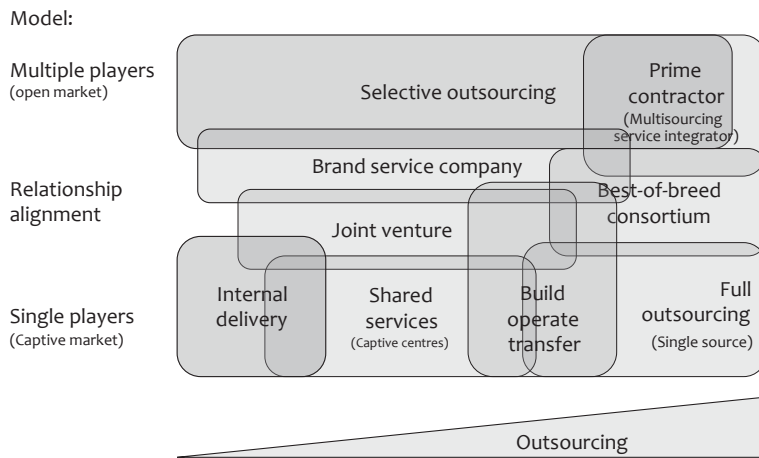 Model:
Multiple players
(open market)
Selective outsourcing
Prime
contractor
(Multisourcing
service integrator)
Relationship
alignment
Brand service company
Best-of-breed
consortium
Joint venture
Single players
(Captive market)
Internal
delivery
Shared
services
(Captive centres)
Build
operate
transfer
Full
outsourcing
(Single source)
Outsourcing